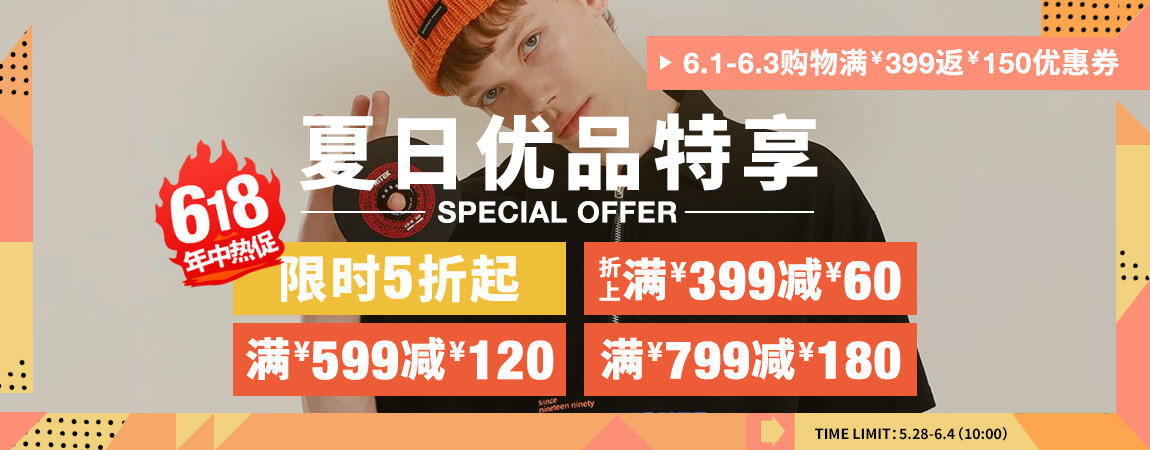 6.1-6.3购物满¥399返¥150优惠券
夏日优品特享
SPECIAL OFFER
618
年中热促
限时5折起
折上满¥399减¥60
满¥599减¥120
满¥799减¥180
since
nineteen ninety
TIME LIMIT: 5.28-6.4 (10:00)